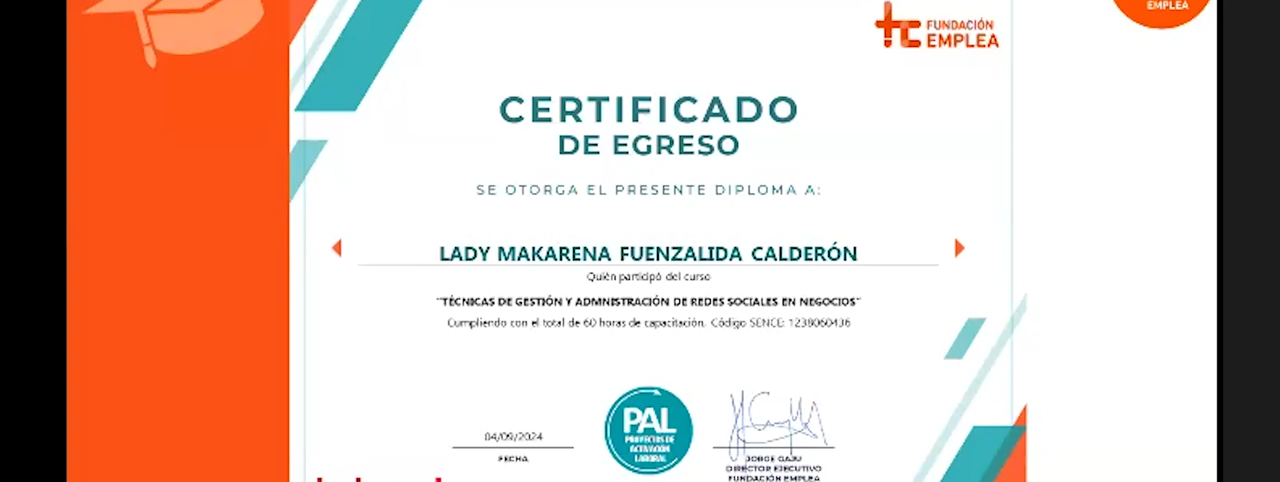 EMPLEA
FUNDACIÓN
EMPLEA
CERTIFICADO
DE EGRESO
SE OTORGA EL PRESENTE DIPLOMA A:
LADY MAKARENA FUENZALIDA CALDERÓN
Quién participó del curso
"TÉCNICAS DE GESTIÓN Y ADMNISTRACIÓN DE REDES SOCIALES EN NEGOCIOS"
Cumpliendo con el total de 60 horas de capacitación. Código SENCE: 1238060436
04/09/2024
FECHA
PAL
PROYECTOS DE
ACTIVACIÓN
LABORAL
JORGE GAJU
DIRECTOR EJECUTIVO
FUNDACIÓN EMPLEA